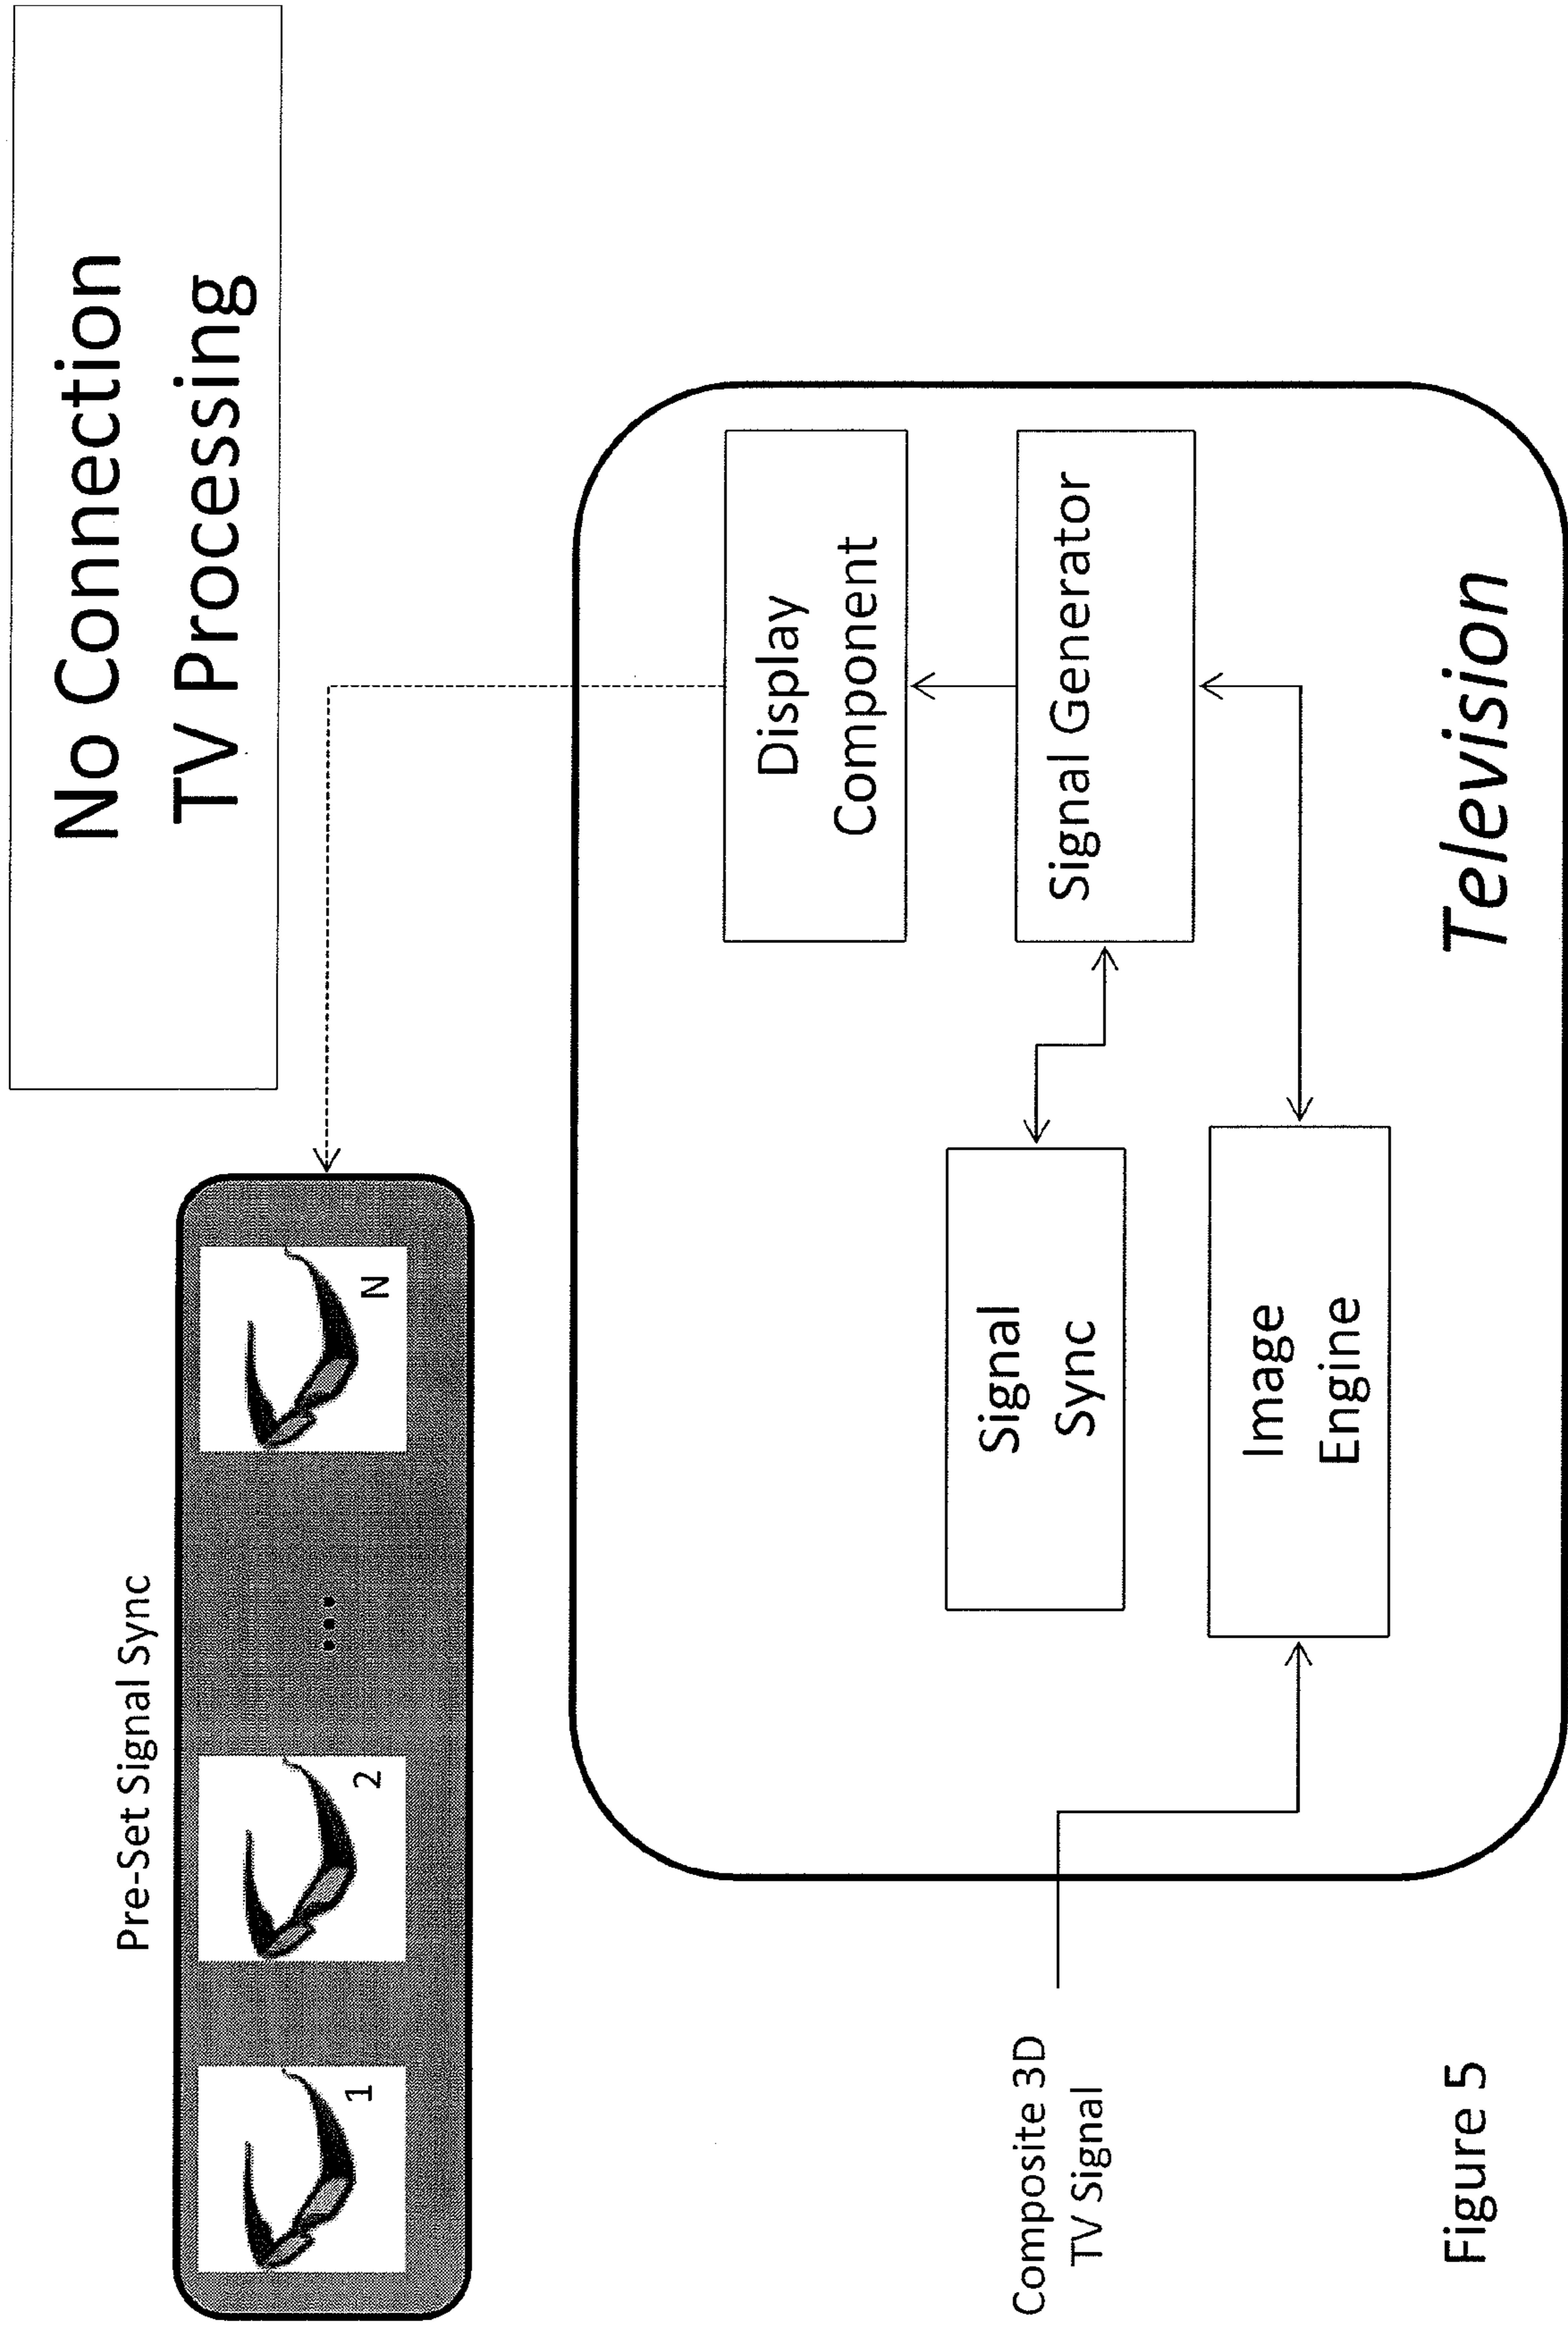 No Connection
TV Processing
Pre-Set Signal Sync
1
2
...
N
Display
Component
Signal Generator
Signal
Sync
Image
Engine
Composite 3D
TV Signal
Television
Figure 5